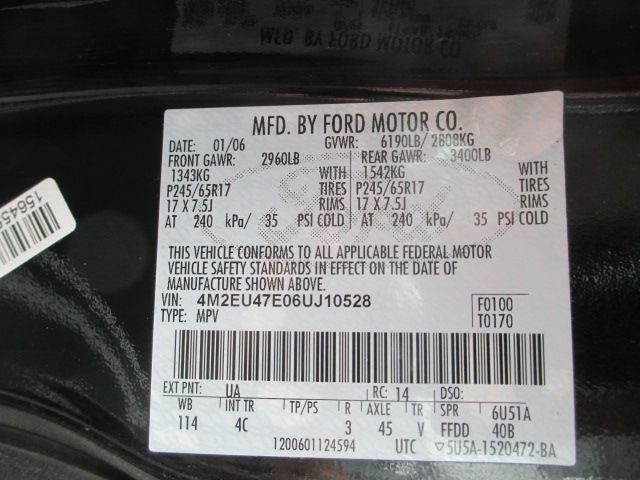 MFD. BY FORD MOTOR CO.
MFD. BY FORD MOTOR CO.
DATE: 01/06 GVWR: 6190LB/ 2808KG
FRONT GAWR: 2960LB REAR GAWR: 3400LB
1343KG WITH 1542KG WITH
P245/65R17 TIRES P245/65R17 TIRES
17 X 7.5J RIMS 17 X 7.5J RIMS
AT 240 kPa/ 35 PSI COLD AT 240 kPa/ 35 PSI COLD
THIS VEHICLE CONFORMS TO ALL APPLICABLE FEDERAL MOTOR
VEHICLE SAFETY STANDARDS IN EFFECT ON THE DATE OF
MANUFACTURE SHOWN ABOVE.
VIN: 4M2EU47E06UJ10528 F0100
TYPE: MPV T0170
EXT PNT: UA RC: 14 DSO:
WB INT TR TP/PS R AXLE TR SPR 6U51A
114 4C 3 45 V FFDD 40B
1200601124594 UTC ▽5U5A-1520472-BA